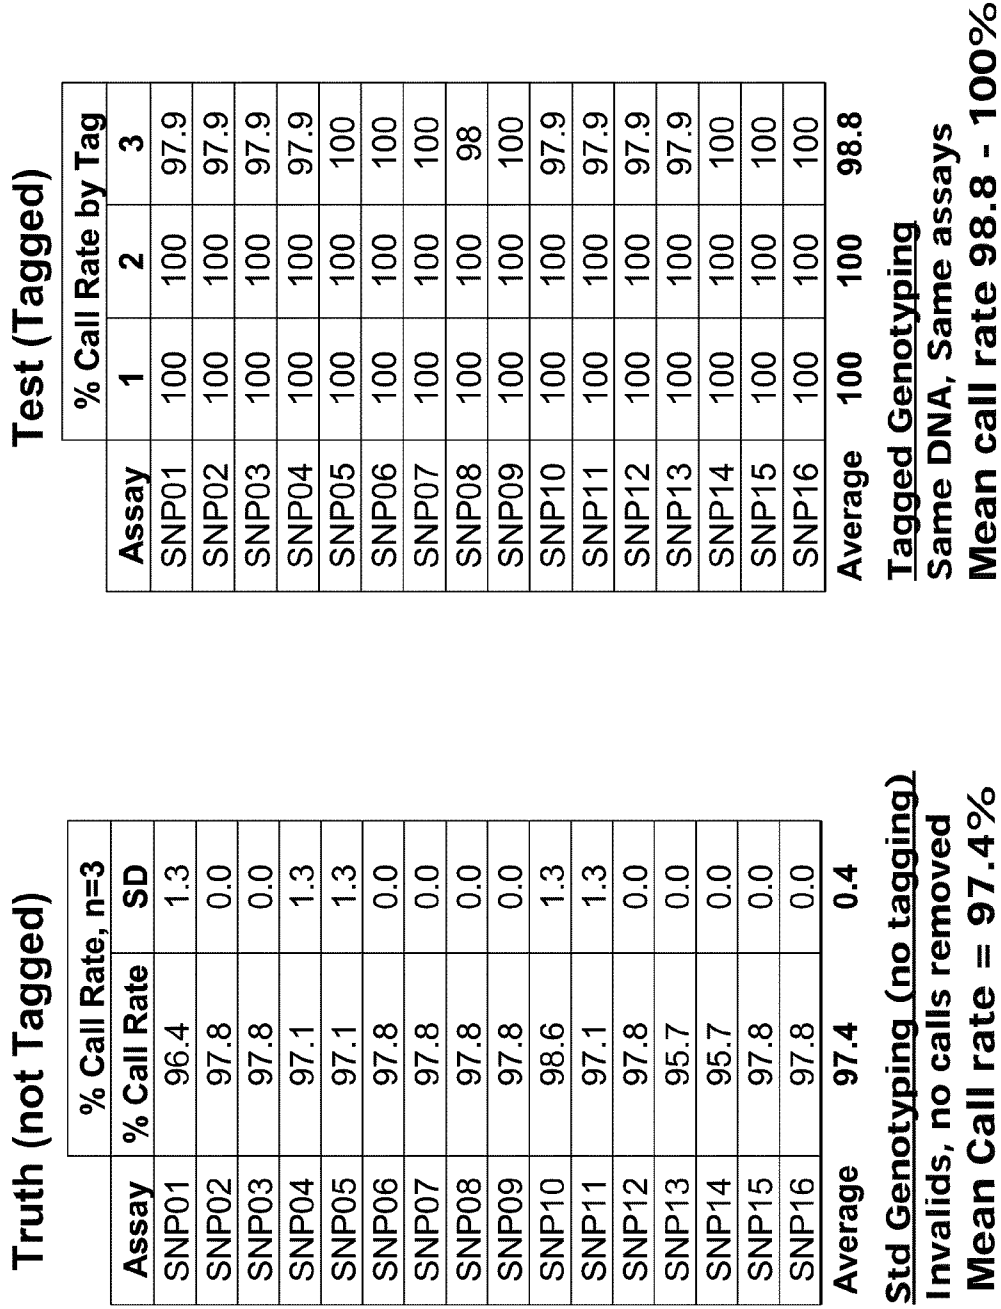 Truth (not Tagged)
% Call Rate, n=3
Assay % Call Rate SD
SNP01 96.4 1.3
SNP02 97.8 0.0
SNP03 97.8 0.0
SNP04 97.1 1.3
SNP05 97.1 1.3
SNP06 97.8 0.0
SNP07 97.8 0.0
SNP08 97.8 0.0
SNP09 97.8 0.0
SNP10 98.6 1.3
SNP11 97.1 1.3
SNP12 97.8 0.0
SNP13 95.7 0.0
SNP14 95.7 0.0
SNP15 97.8 0.0
SNP16 97.8 0.0
Average 97.4 0.4
Std Genotyping (no tagging)
Invalids, no calls removed
Mean Call rate = 97.4%
Test (Tagged)
% Call Rate by Tag
Assay 1 2 3
SNP01 100 100 97.9
SNP02 100 100 97.9
SNP03 100 100 97.9
SNP04 100 100 97.9
SNP05 100 100 100
SNP06 100 100 100
SNP07 100 100 100
SNP08 100 100 98
SNP09 100 100 100
SNP10 100 100 97.9
SNP11 100 100 97.9
SNP12 100 100 97.9
SNP13 100 100 97.9
SNP14 100 100 100
SNP15 100 100 100
SNP16 100 100 100
Average 100 100 98.8
Tagged Genotyping
Same DNA, Same assays
Mean call rate 98.8 - 100%